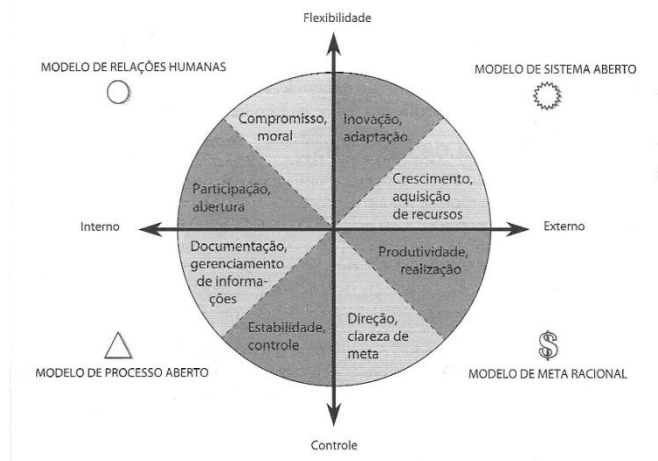 Flexibilidade
MODELO DE RELAÇÕES HUMANAS
MODELO DE SISTEMA ABERTO
Compromisso,
moral
Inovação,
adaptação
Participação,
abertura
Crescimento,
aquisição
de recursos
Interno
Externo
Documentação,
gerenciamento
de informa-
ções
Produtividade,
realização
Estabilidade,
controle
Direção,
clareza de
meta
$
MODELO DE PROCESSO ABERTO
MODELO DE META RACIONAL
Controle